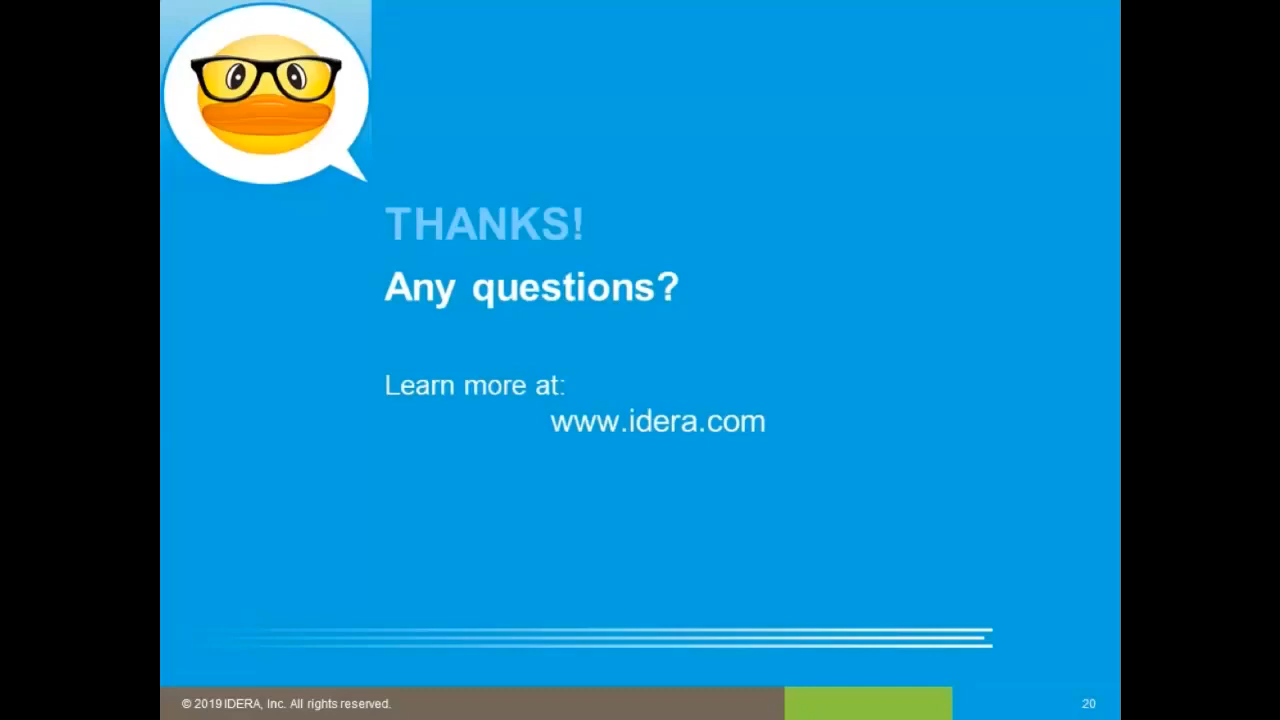 THANKS!
Any questions?
Learn more at:
www.idera.com
© 2019 IDERA, Inc. All rights reserved.
20